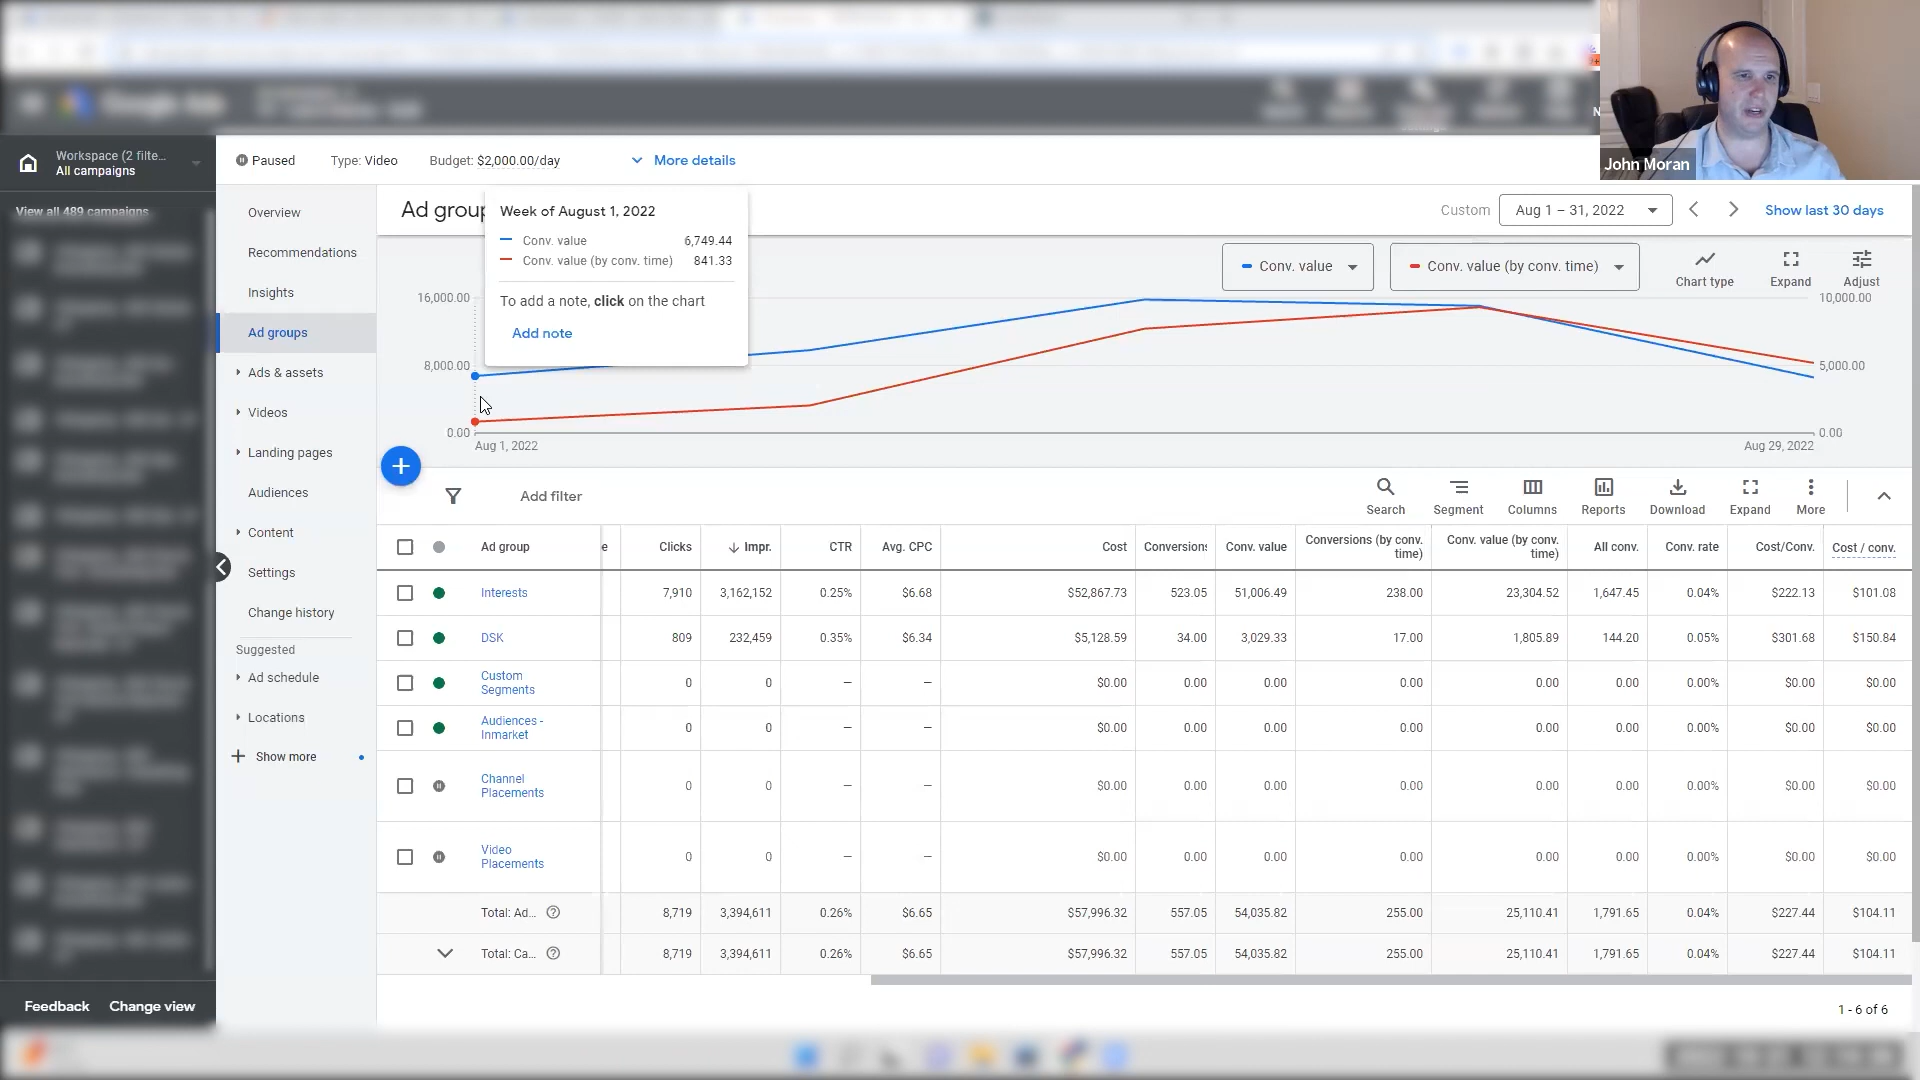 Google Ads
John Moran
Workspace (2 filte...
All campaigns
View all 489 campaigns
Paused
Type: Video
Budget: $2,000.00/day
More details
Overview
Recommendations
Insights
Ad groups
Ads & assets
Videos
Landing pages
Audiences
Content
Settings
Change history
Suggested
Ad schedule
Locations
Show more
Feedback
Change view
Ad group
Week of August 1, 2022
Conv. value 6,749.44
Conv. value (by conv. time) 841.33
To add a note, click on the chart
Add note
Custom
Aug 1 – 31, 2022
Show last 30 days
Conv. value
Conv. value (by conv. time)
Chart type
Expand
Adjust
16,000.00
8,000.00
0.00
10,000.00
5,000.00
0.00
Aug 1, 2022
Aug 29, 2022
Add filter
Search
Segment
Columns
Reports
Download
Expand
More
Ad group e Clicks Impr. CTR Avg. CPC Cost Conversions Conv. value Conversions (by conv. time) Conv. value (by conv. time) All conv. Conv. rate Cost/Conv. Cost / conv.
Interests 7,910 3,162,152 0.25% $6.68 $52,867.73 523.05 51,006.49 238.00 23,304.52 1,647.45 0.04% $222.13 $101.08
DSK 809 232,459 0.35% $6.34 $5,128.59 34.00 3,029.33 17.00 1,805.89 144.20 0.05% $301.68 $150.84
Custom Segments 0 0 — — $0.00 0.00 0.00 0.00 0.00 0.00 0.00% $0.00 $0.00
Audiences - Inmarket 0 0 — — $0.00 0.00 0.00 0.00 0.00 0.00 0.00% $0.00 $0.00
Channel Placements 0 0 — — $0.00 0.00 0.00 0.00 0.00 0.00 0.00% $0.00 $0.00
Video Placements 0 0 — — $0.00 0.00 0.00 0.00 0.00 0.00 0.00% $0.00 $0.00
Total: Ad... 8,719 3,394,611 0.26% $6.65 $57,996.32 557.05 54,035.82 255.00 25,110.41 1,791.65 0.04% $227.44 $104.11
Total: Ca... 8,719 3,394,611 0.26% $6.65 $57,996.32 557.05 54,035.82 255.00 25,110.41 1,791.65 0.04% $227.44 $104.11
1 - 6 of 6